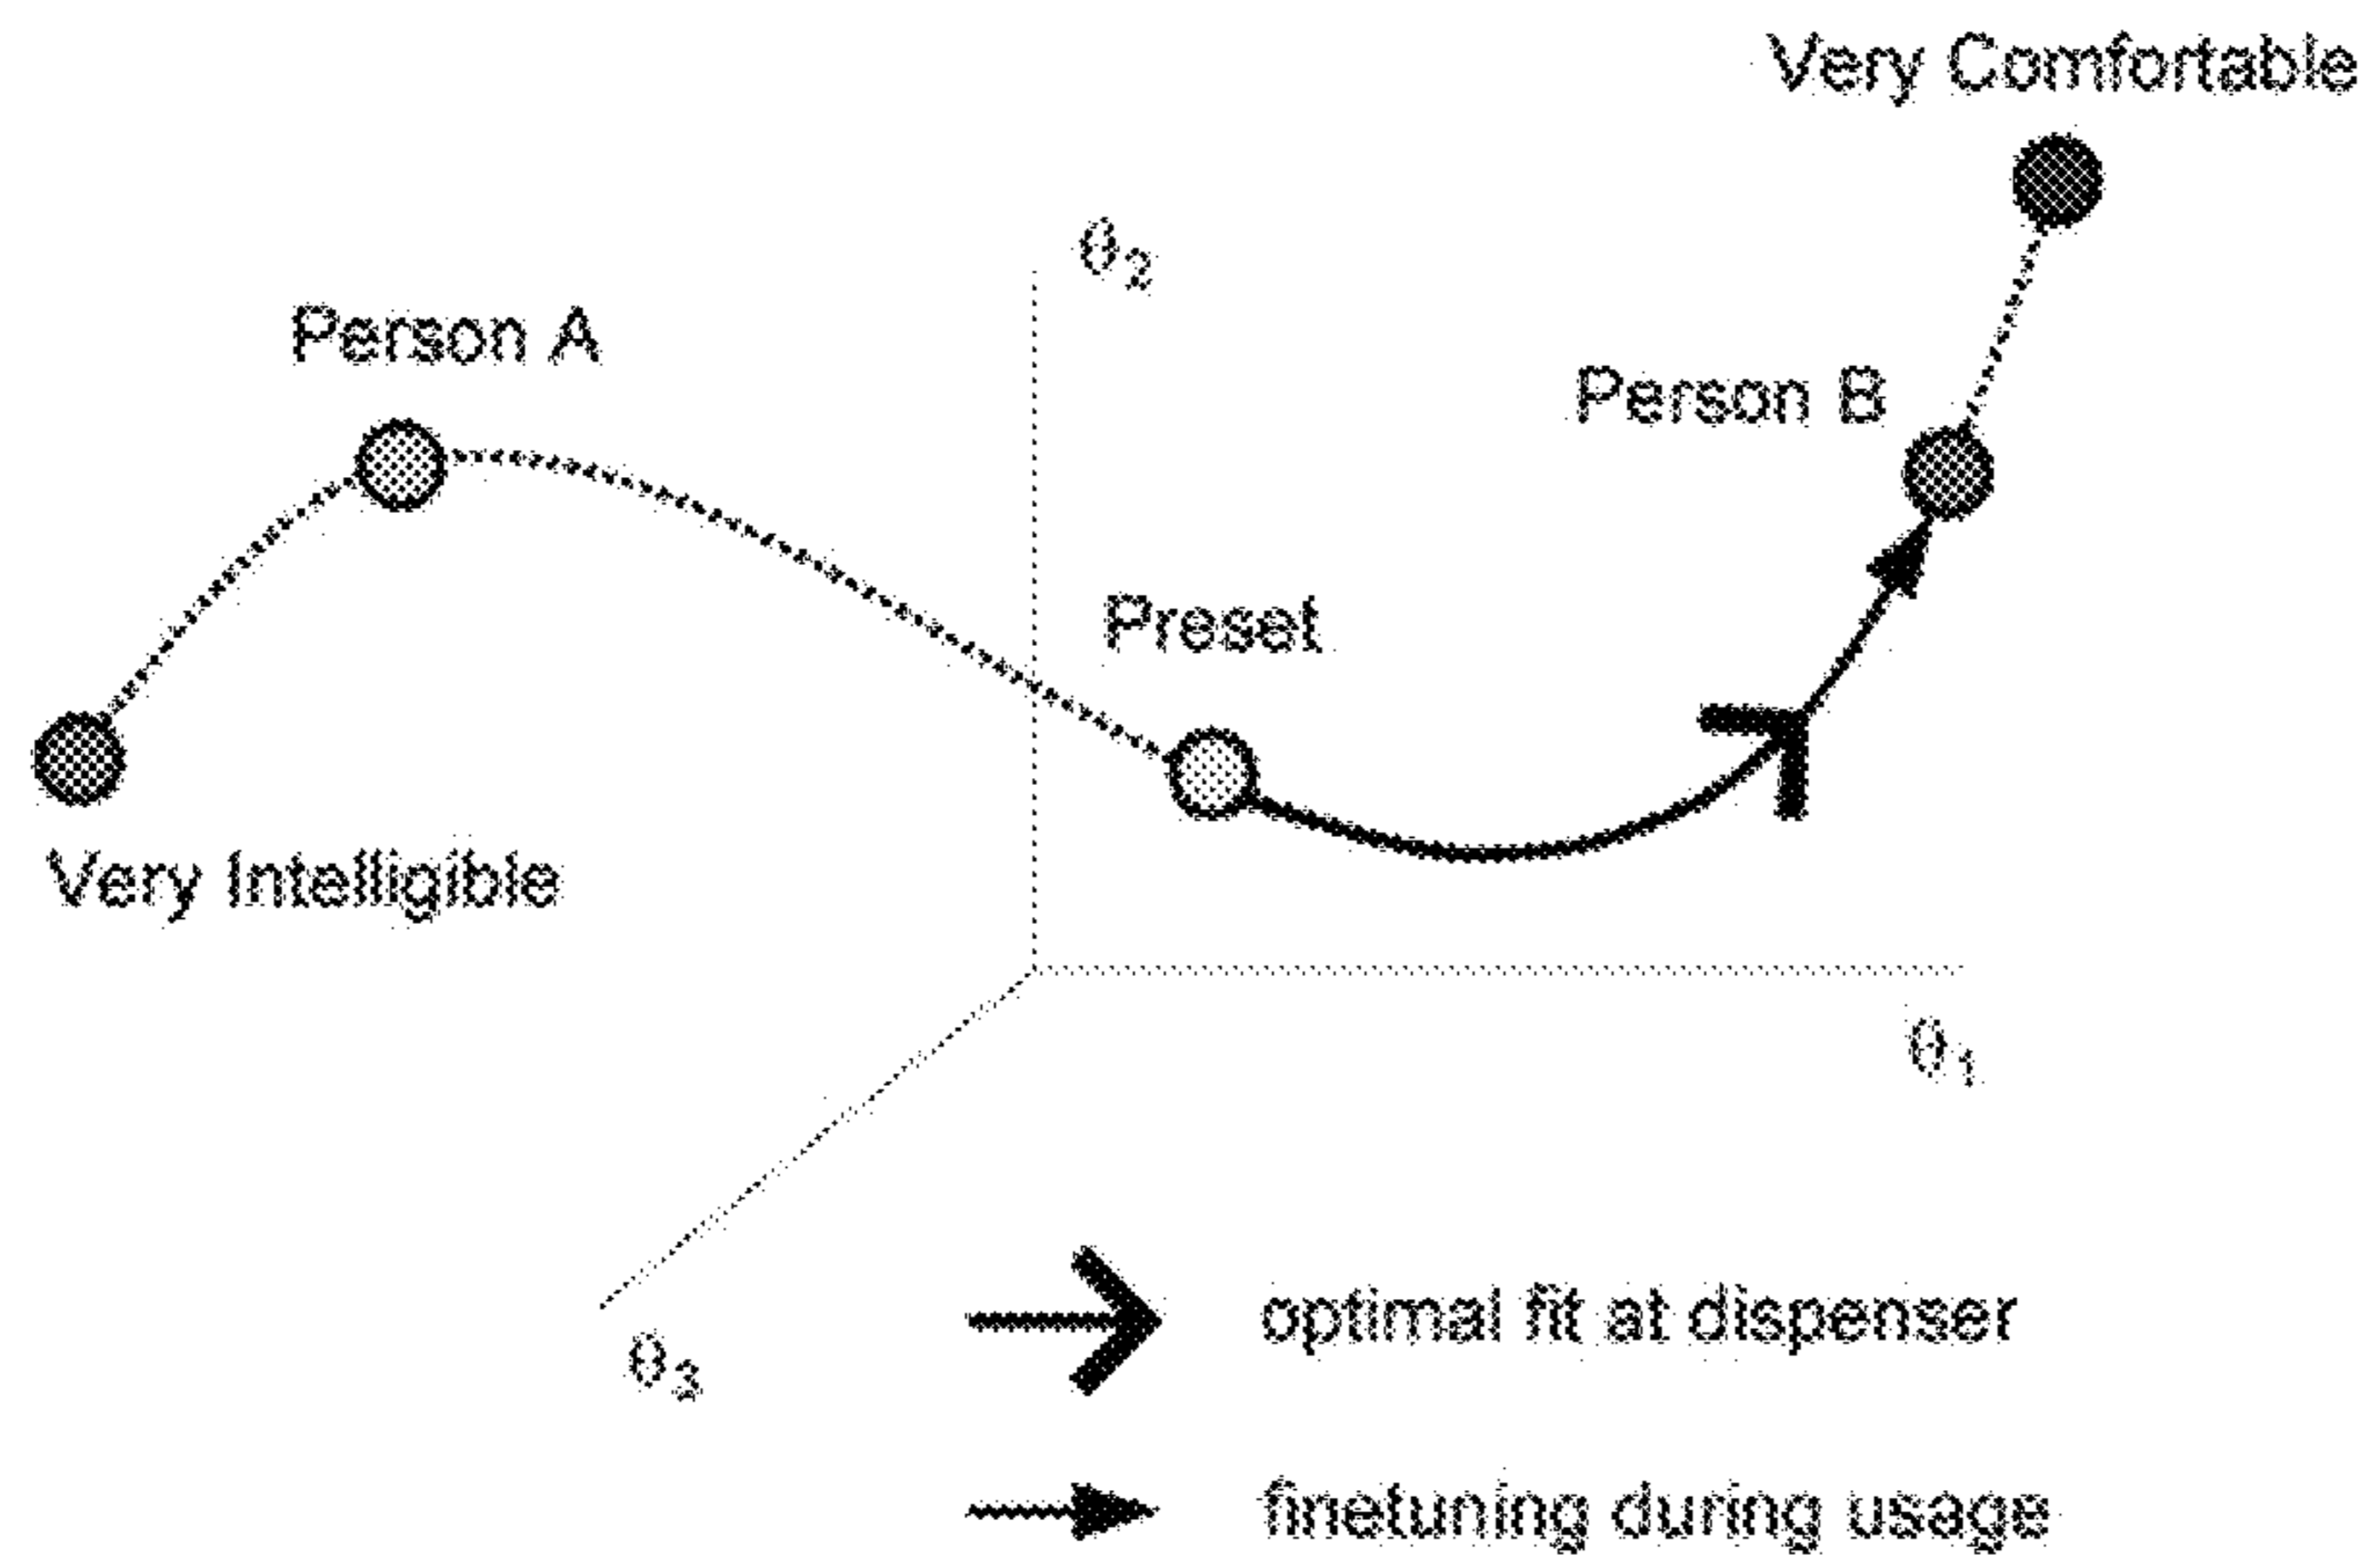 Very Comfortable
θ2
Person A
Person B
Preset
Very Intelligible
θ1
θ3
optimal fit at dispenser
finetuning during usage